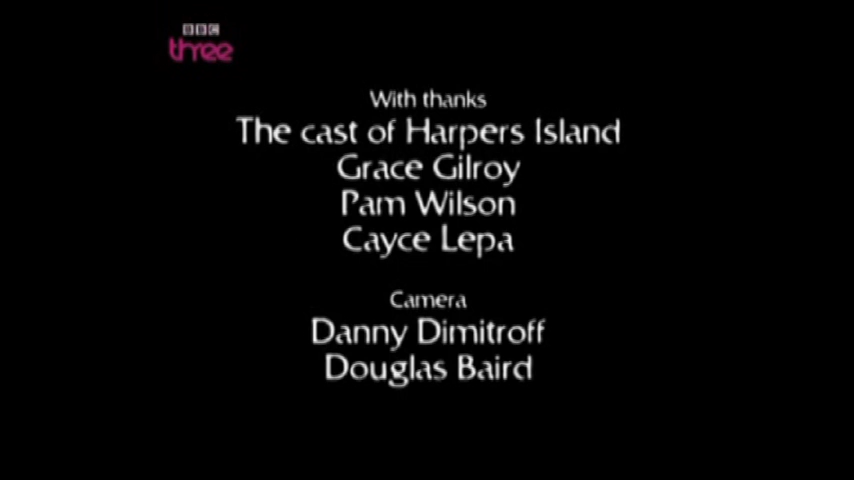 BBC
three
With thanks
The cast of Harpers Island
Grace Gilroy
Pam Wilson
Cayce Lepa
Camera
Danny Dimitroff
Douglas Baird